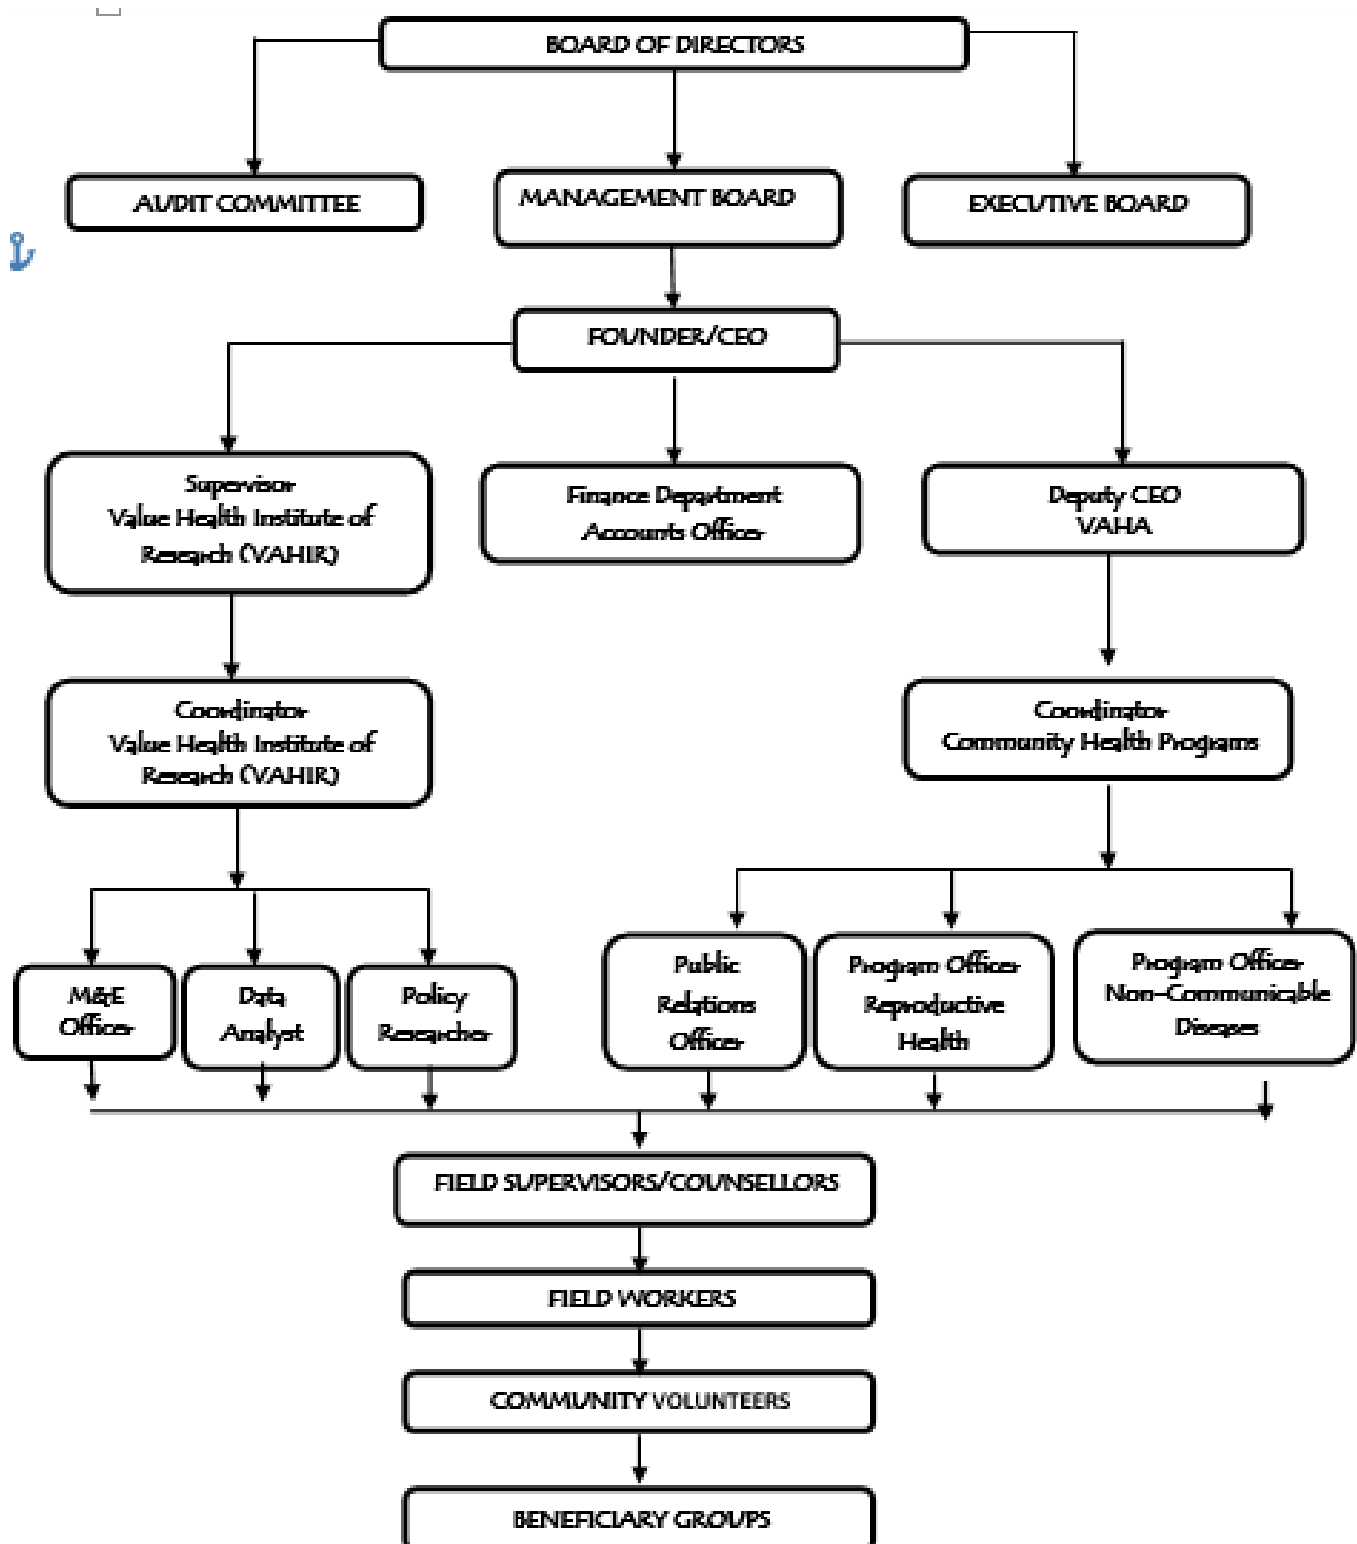 BOARD OF DIRECTORS
AUDIT COMMITTEE
MANAGEMENT BOARD
EXECUTIVE BOARD
FOUNDER/CEO
Supervisor
Value Health Institute of
Research (VAHIR)
Finance Department
Accounts Officer
Deputy CEO
VAHA
Coordinator
Value Health Institute of
Research (VAHIR)
Coordinator
Community Health Programs
M&E
Officer
Data
Analyst
Policy
Researcher
Public
Relations
Officer
Program Officer
Reproductive
Health
Program Officer
Non-Communicable
Diseases
FIELD SUPERVISORS/COUNSELLORS
FIELD WORKERS
COMMUNITY VOLUNTEERS
BENEFICIARY GROUPS